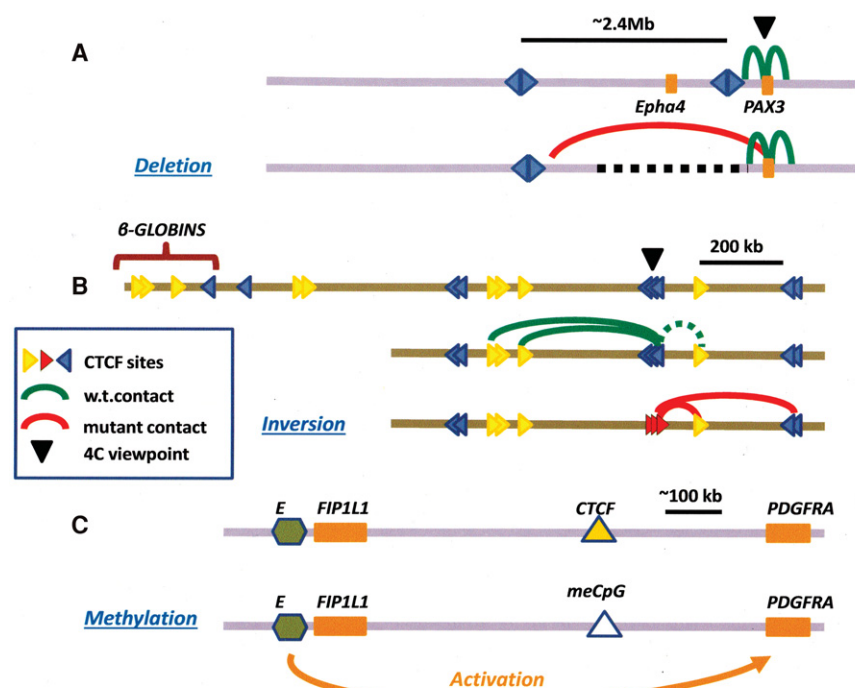 A
~2.4Mb
Epha4
PAX3
Deletion
β-GLOBINS
200 kb
B
CTCF sites
w.t.contact
mutant contact
4C viewpoint
Inversion
~100 kb
C
E
FIP1L1
CTCF
PDGFRA
meCpG
E
FIP1L1
PDGFRA
Methylation
Activation